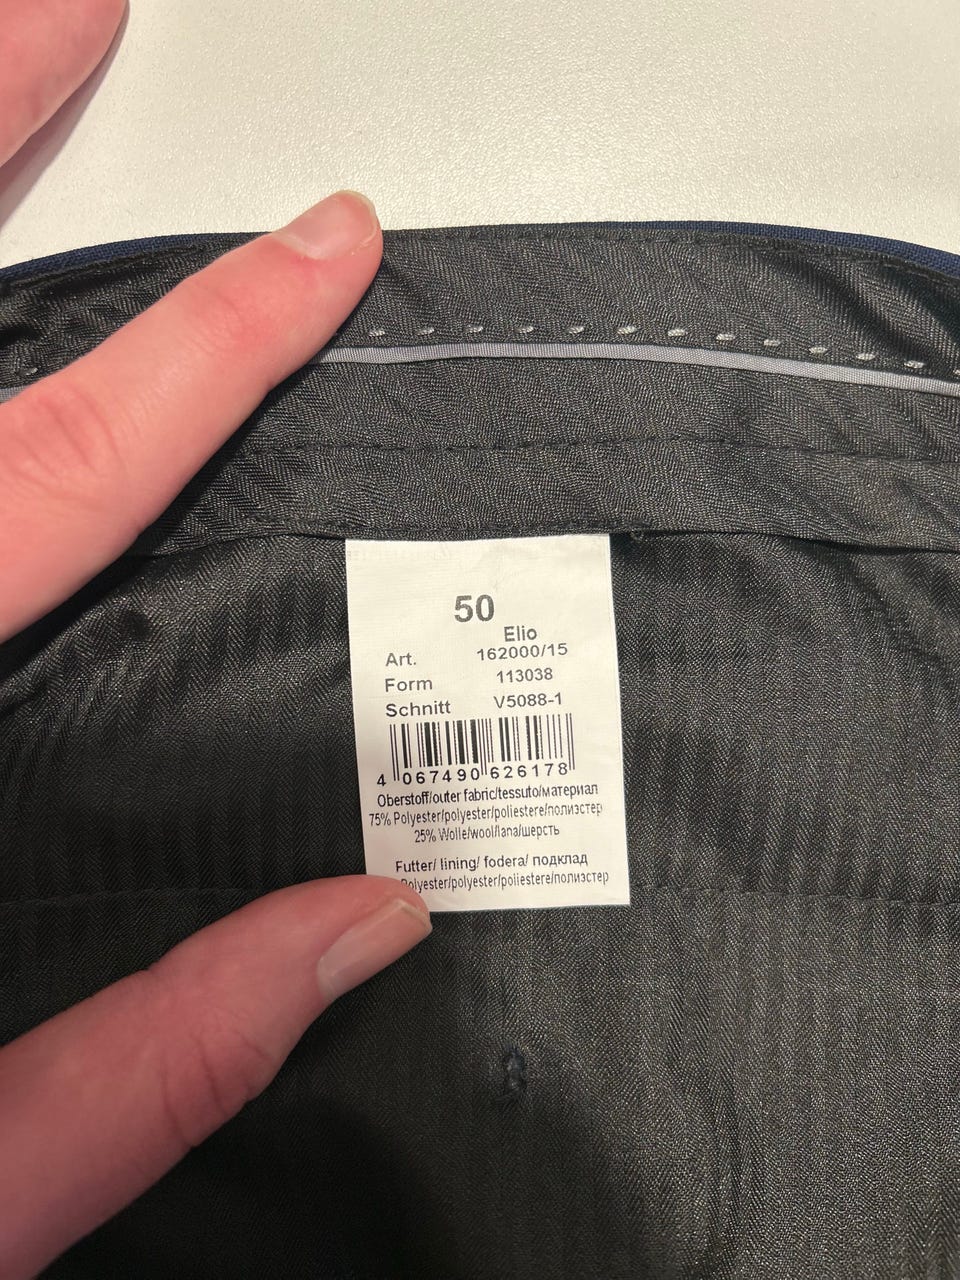 50
Elio
Art. 162000/15
Form 113038
Schnitt V5088-1
4 067490 626178
Oberstoff/outer fabric/tessuto/материал
75% Polyester/polyester/poliestere/полиэстер
25% Wolle/wool/lana/шерсть
Futter/ lining/ fodera/ подклад
Polyester/polyester/poliestere/полиэстер